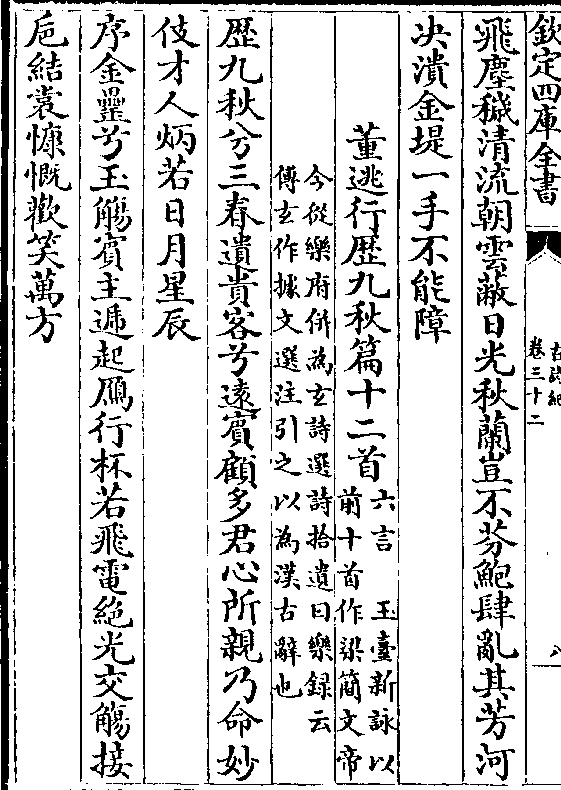 欽定四庫全書
古詩紀
卷三十二
八
飛塵穢清流朝雲蔽日光秋蘭豈不芬鮑肆亂其芳河
决潰金堤一手不能障
董逃行歴九秋篇十二首
六言　玉臺新詠以
前十首作梁簡文帝
今從樂府併為玄詩選詩拾遺曰樂録云
傅玄作據文選注引之以為漢古辭也
歴九秋兮三春遺貴客兮逺賓顧多君心所親乃命妙
伎才人炳若日月星辰
序金罍兮玉觴賓主遞起鴈行杯若飛電絶光交觴接
巵結裳慷慨歡笑萬方